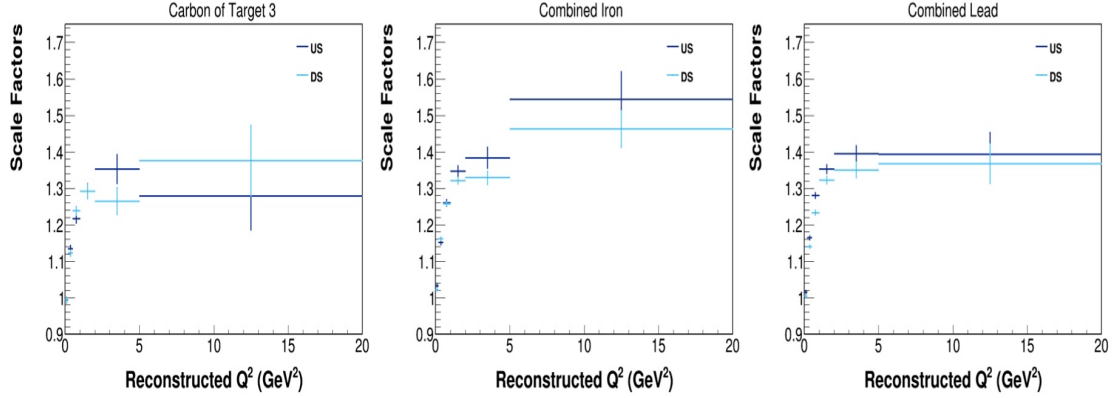 Carbon of Target 3
Scale Factors
1.7
1.6
1.5
1.4
1.3
1.2
1.1
1
0.9
0 5 10 15 20
US
DS
Reconstructed Q² (GeV²)
Combined Iron
Scale Factors
1.7
1.6
1.5
1.4
1.3
1.2
1.1
1
0.9
0 5 10 15 20
US
DS
Reconstructed Q² (GeV²)
Combined Lead
Scale Factors
1.7
1.6
1.5
1.4
1.3
1.2
1.1
1
0.9
0 5 10 15 20
US
DS
Reconstructed Q² (GeV²)